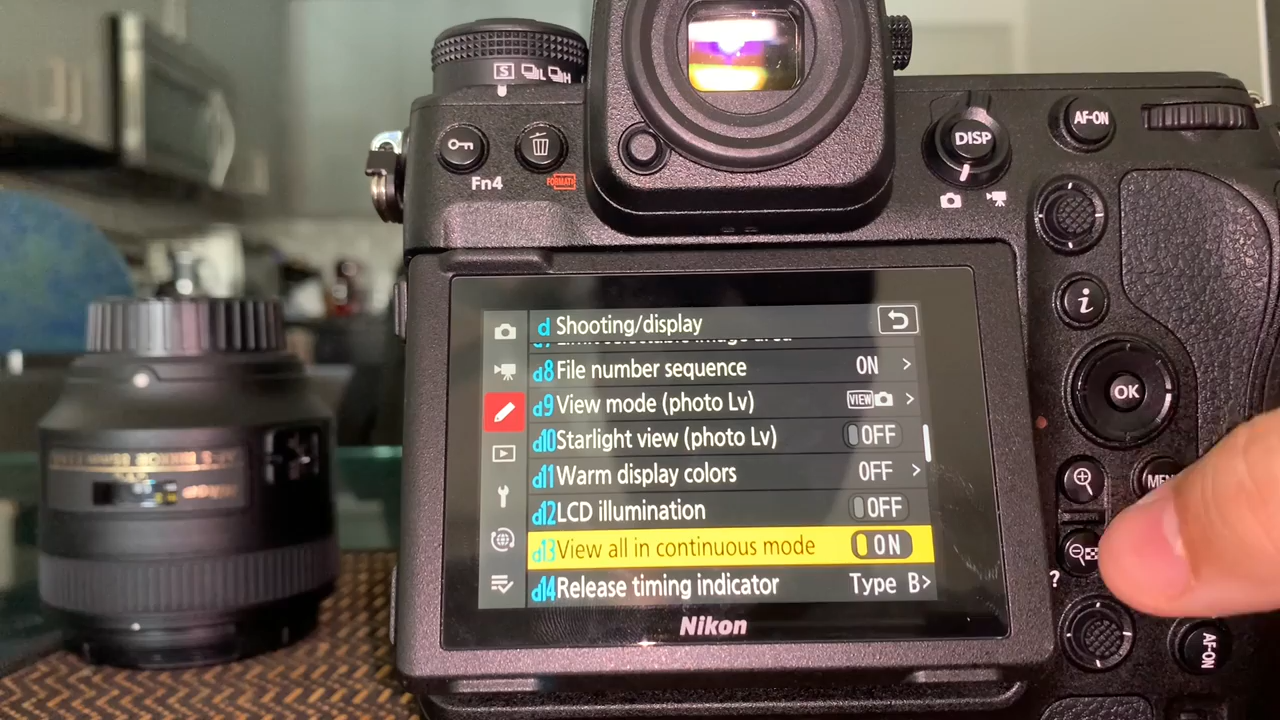 S L H
DISP
AF-ON
Fn4
FORMAT
i
OK
d Shooting/display
d8 File number sequence ON >
d9 View mode (photo Lv) VIEW >
d10 Starlight view (photo Lv) OFF
d11 Warm display colors OFF >
d12 LCD illumination OFF
d13 View all in continuous mode ON
d14 Release timing indicator Type B >
MEN
?
Nikon
AF-ON